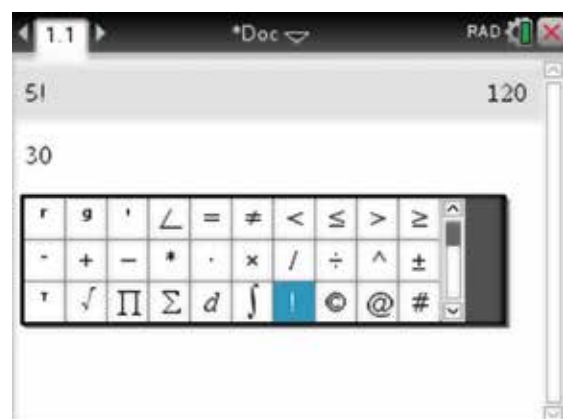 1.1 *Doc RAD
5! 120
30
r g ' ∠ = ≠ < ≤ > ≥
- + − * · × / ÷ ^ ±
T √ ∏ ∑ d ∫ ! © @ #